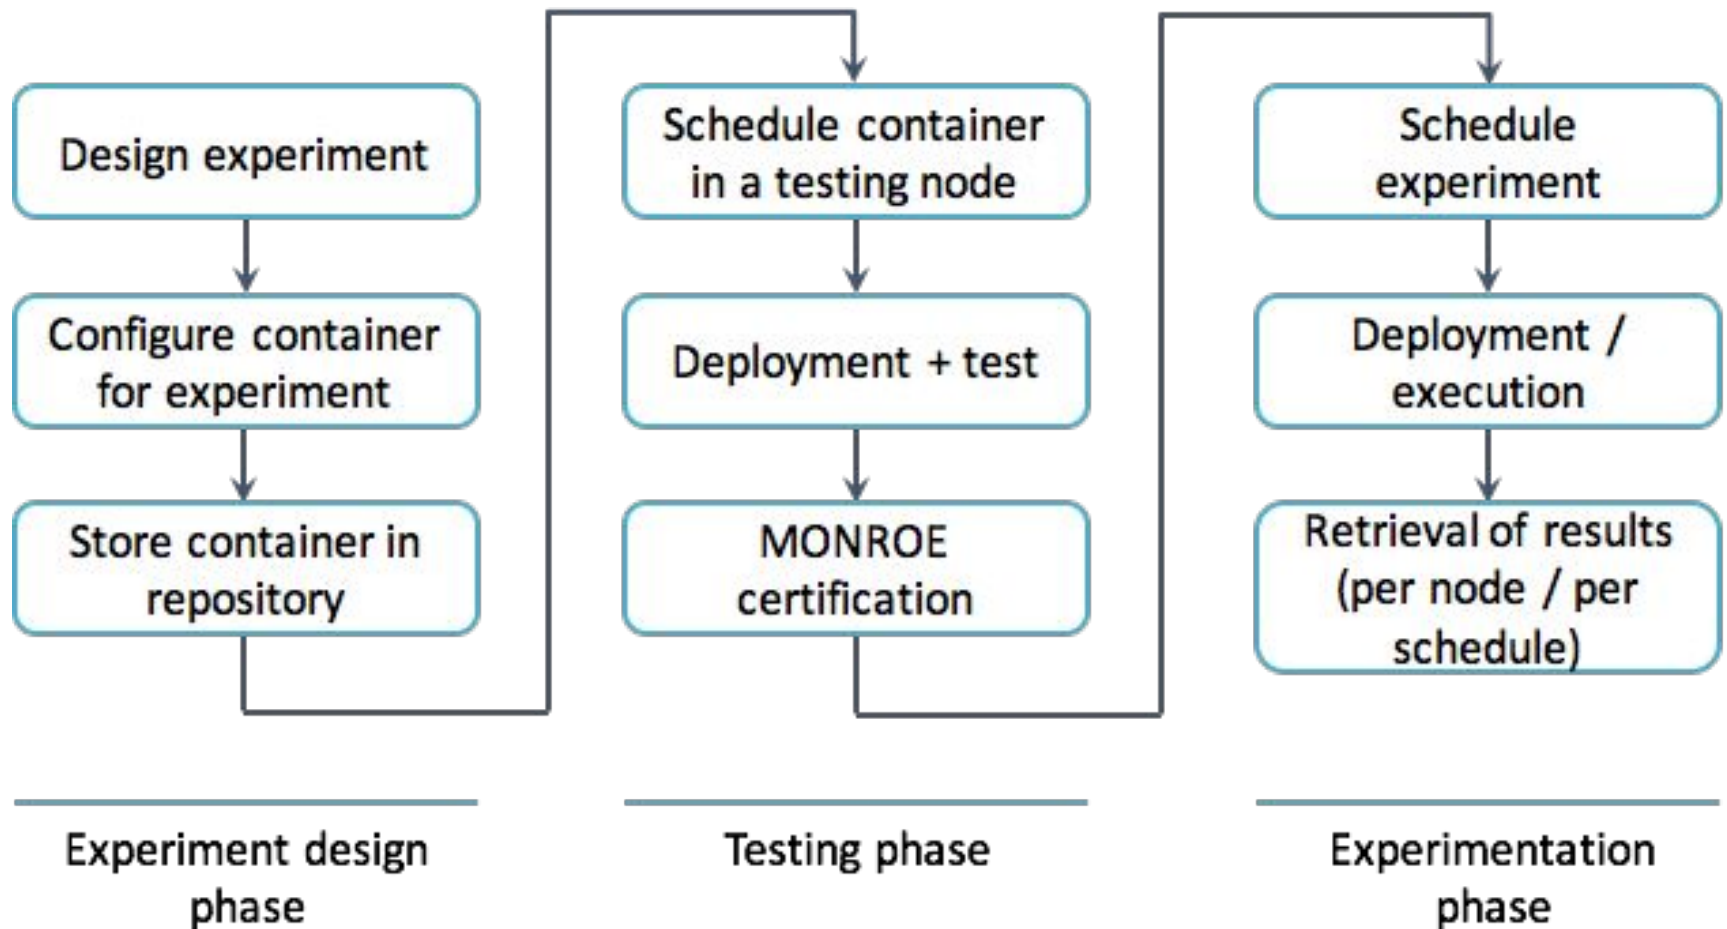 Design experiment
Configure container
for experiment
Store container in
repository
Schedule container
in a testing node
Deployment + test
MONROE
certification
Schedule
experiment
Deployment /
execution
Retrieval of results
(per node / per
schedule)
Experiment design
phase
Testing phase
Experimentation
phase